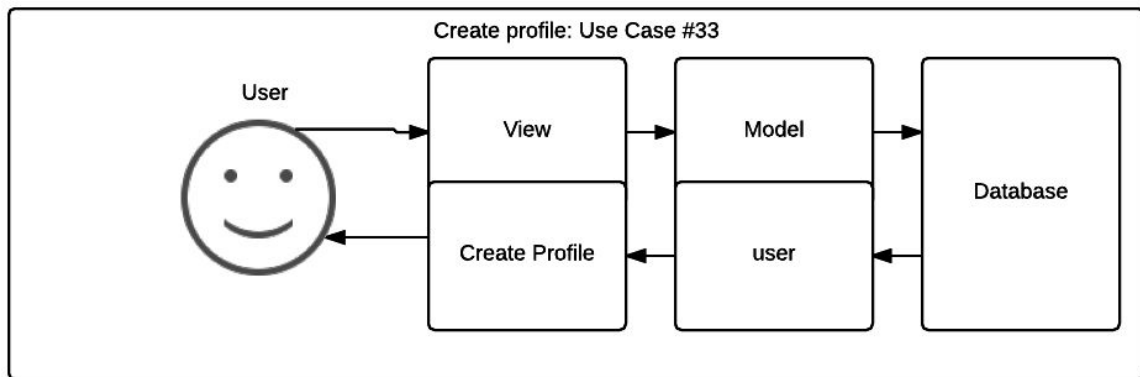 Create profile: Use Case #33
User
View
Model
Database
Create Profile
user